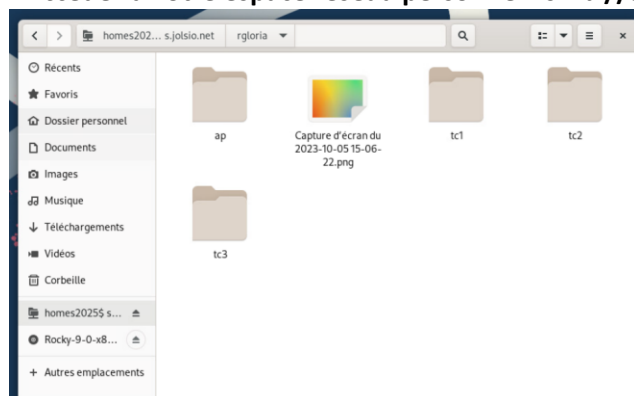 homes202... s.jolsio.net rgloria
Récents
Favoris
Dossier personnel
Documents
Images
Musique
Téléchargements
Vidéos
Corbeille
homes2025$ s...
Rocky-9-0-x8...
+ Autres emplacements
ap
Capture d'écran du
2023-10-05 15-06-
22.png
tc1
tc2
tc3